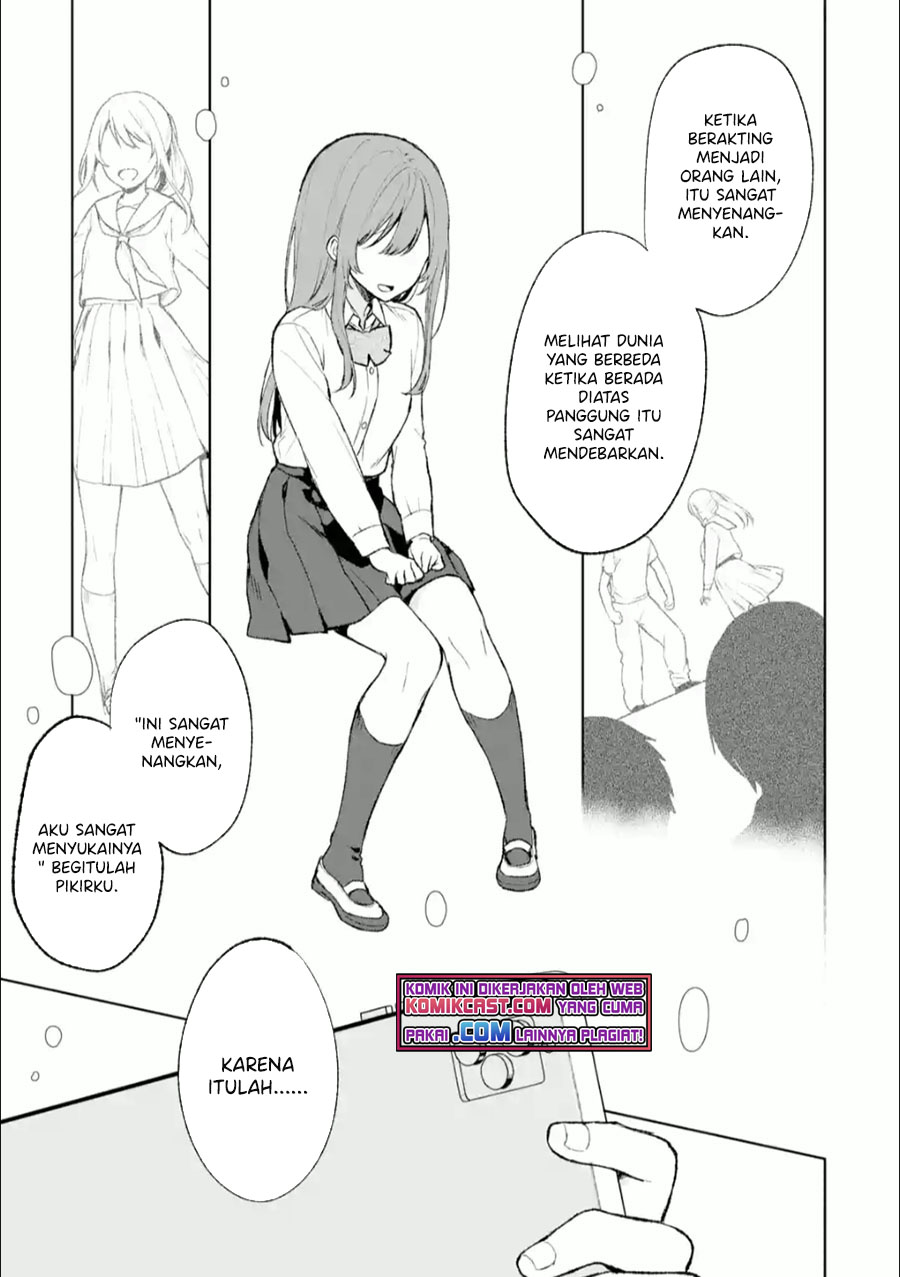 KETIKA
BERAKTING
MENJADI
ORANG LAIN,
ITU SANGAT
MENYENANG-
KAN.
MELIHAT DUNIA
YANG BERBEDA
KETIKA BERADA
DIATAS
PANGGUNG ITU
SANGAT
MENDEBARKAN.
"INI SANGAT
MENYE-
NANGKAN,
AKU SANGAT
MENYUKAINYA
" BEGITULAH
PIKIRKU.
KARENA
ITULAH......
KOMIK INI DIKERJAKAN OLEH WEB
KOMIKCAST.COM YANG CUMA
PAKAI .COM LAINNYA PLAGIAT!